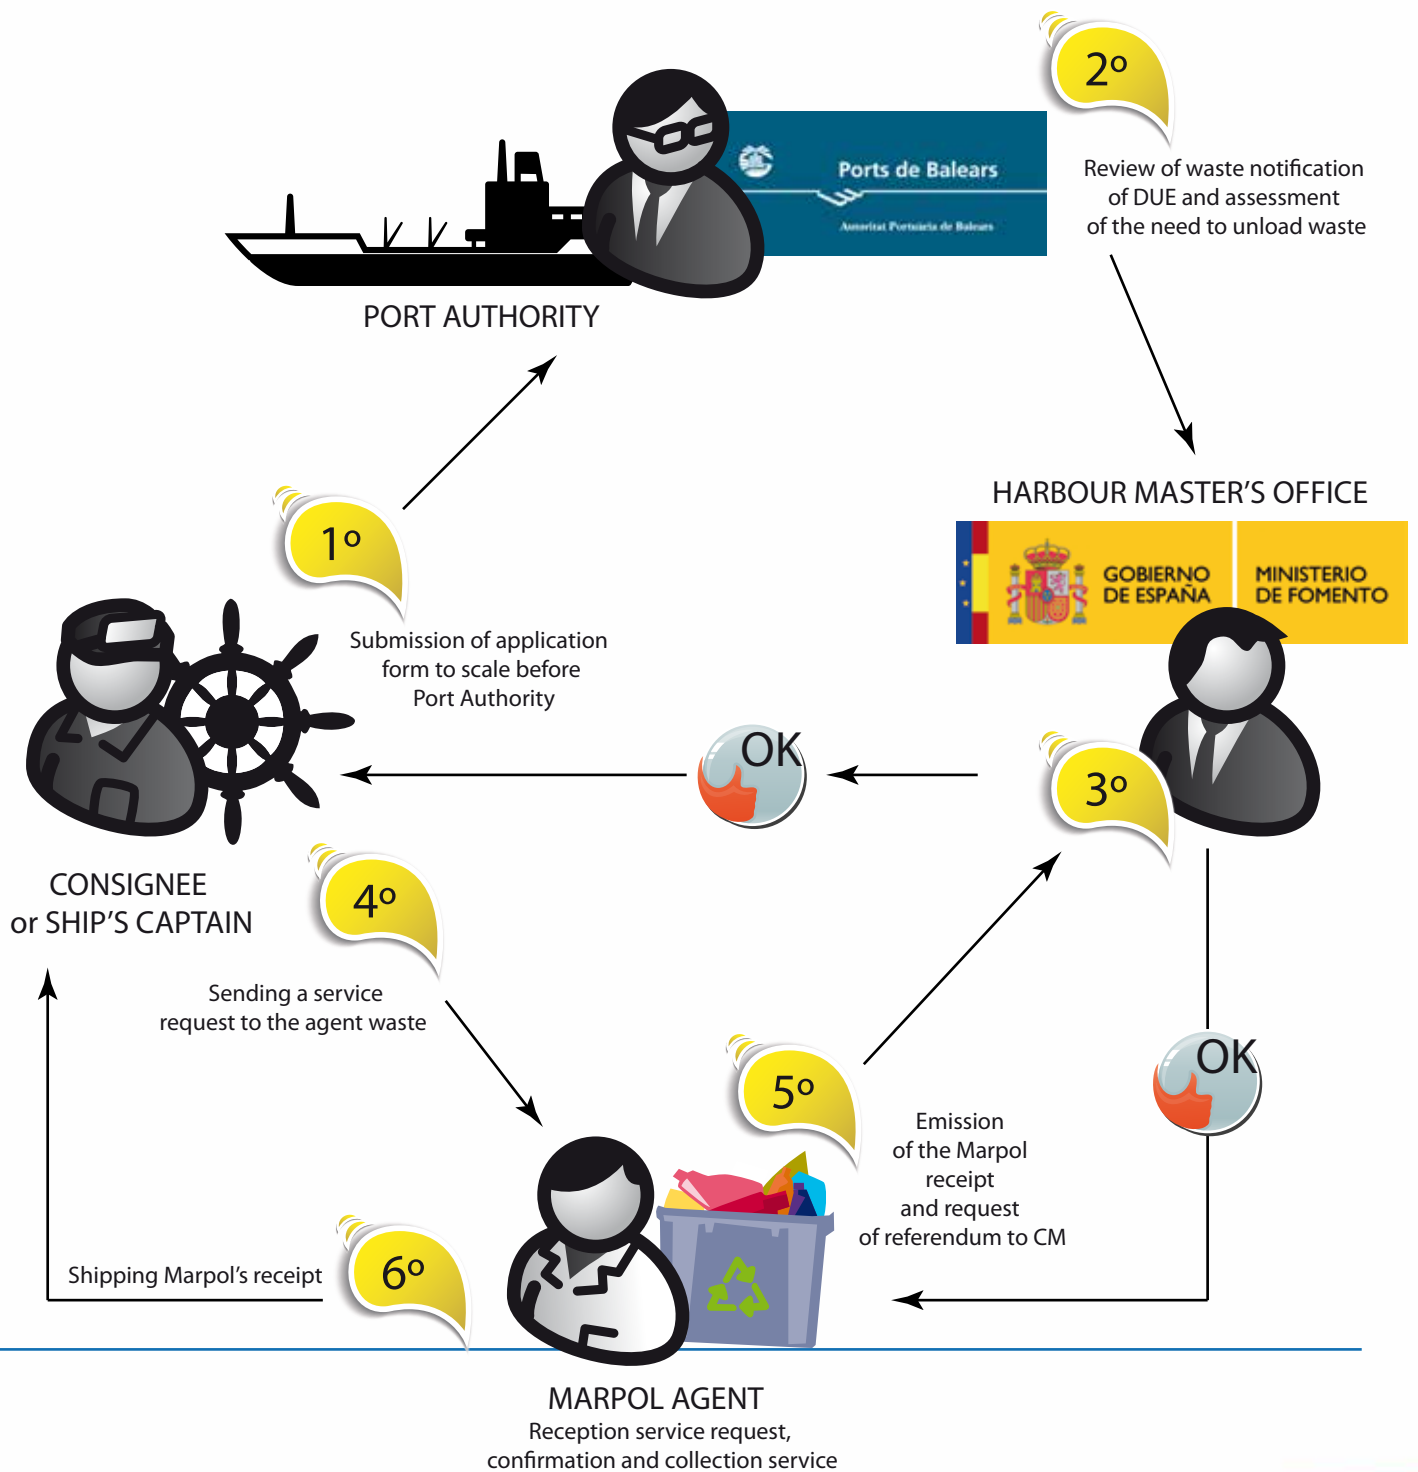 2º
Ports de Balears
Autoritat Portuària de Balears
Review of waste notification
of DUE and assessment
of the need to unload waste
PORT AUTHORITY
HARBOUR MASTER'S OFFICE
GOBIERNO
DE ESPAÑA
MINISTERIO
DE FOMENTO
1º
Submission of application
form to scale before
Port Authority
OK
3º
CONSIGNEE
or SHIP'S CAPTAIN
4º
Sending a service
request to the agent waste
OK
5º
Emission
of the Marpol
receipt
and request
of referendum to CM
Shipping Marpol's receipt
6º
MARPOL AGENT
Reception service request,
confirmation and collection service